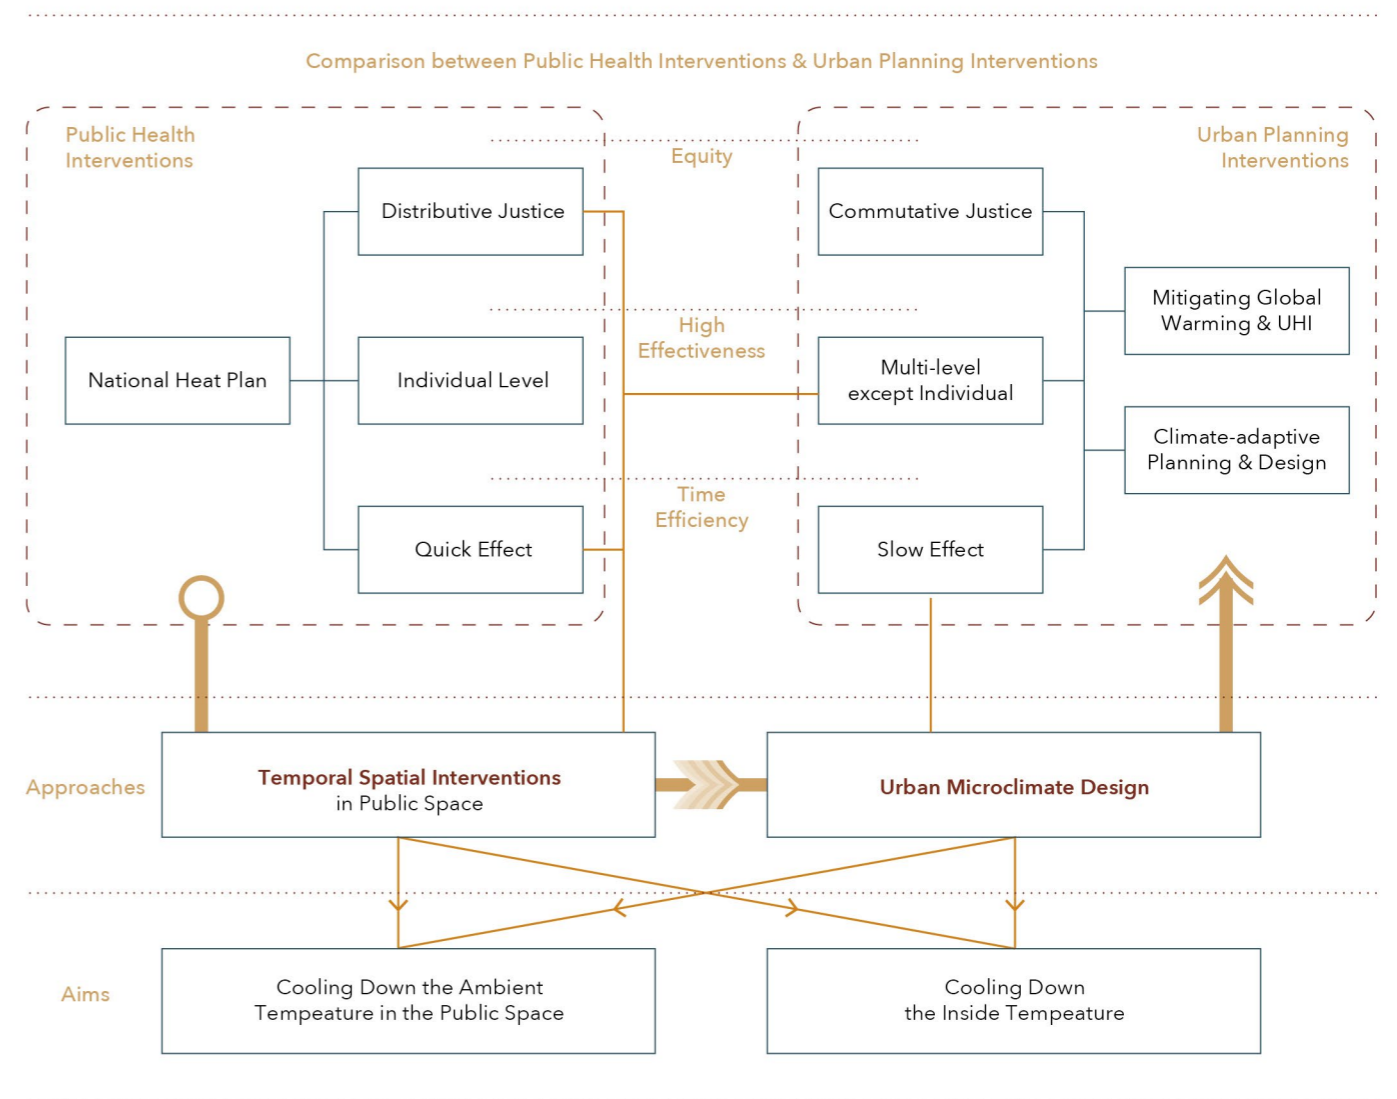 Comparison between Public Health Interventions & Urban Planning Interventions
Public Health
Interventions
Urban Planning
Interventions
Equity
Distributive Justice
Commutative Justice
Mitigating Global
Warming & UHI
High
Effectiveness
National Heat Plan
Individual Level
Multi-level
except Individual
Climate-adaptive
Planning & Design
Time
Efficiency
Quick Effect
Slow Effect
Approaches
Temporal Spatial Interventions
in Public Space
Urban Microclimate Design
Aims
Cooling Down the Ambient
Tempeature in the Public Space
Cooling Down
the Inside Tempeature